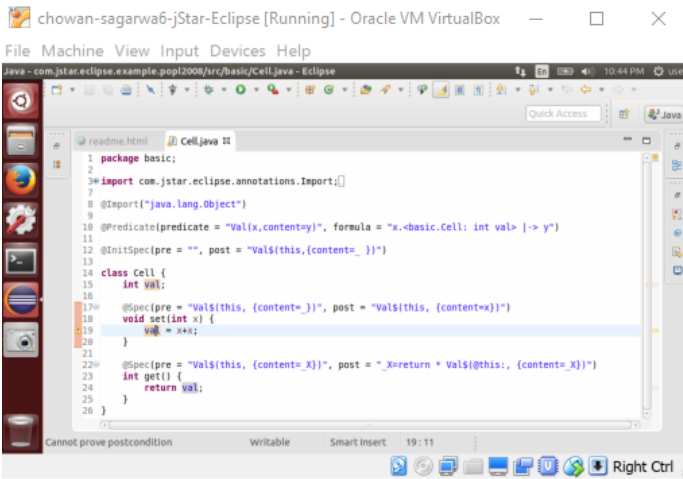 chowan-sagarwa6-jStar-Eclipse [Running] - Oracle VM VirtualBox
File Machine View Input Devices Help
Java - com.jstar.eclipse.example.popl2008/src/basic/Cell.java - Eclipse
En 10:44 PM use
Quick Access Java
readme.html Cell.java
1 package basic;
2
3 import com.jstar.eclipse.annotations.Import;
7
8 @Import("java.lang.Object")
9
10 @Predicate(predicate = "Val(x,content=y)", formula = "x.<basic.Cell: int val> |-> y")
11
12 @InitSpec(pre = "", post = "Val$(this,{content=_ })")
13
14 class Cell {
15 int val;
16
17 @Spec(pre = "Val$(this, {content=_})", post = "Val$(this, {content=x})")
18 void set(int x) {
19 val = x+x;
20 }
21
22 @Spec(pre = "Val$(this, {content=_X})", post = "_X=return * Val$(@this:, {content=_X})")
23 int get() {
24 return val;
25 }
26 }
Cannot prove postcondition Writable Smart Insert 19 : 11
Right Ctrl